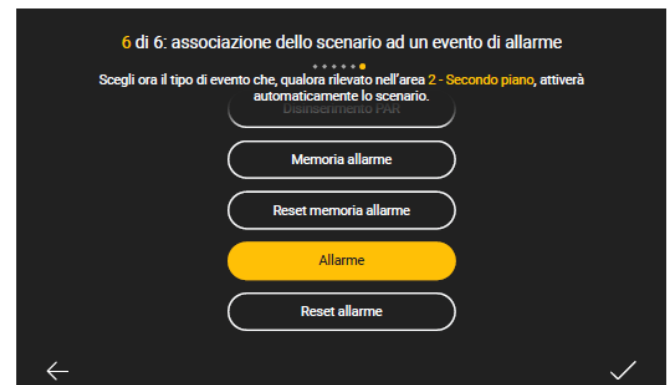 6 di 6: associazione dello scenario ad un evento di allarme
Scegli ora il tipo di evento che, qualora rilevato nell'area 2 - Secondo piano, attiverà
automaticamente lo scenario.
Disinserimento PAR
Memoria allarme
Reset memoria allarme
Allarme
Reset allarme